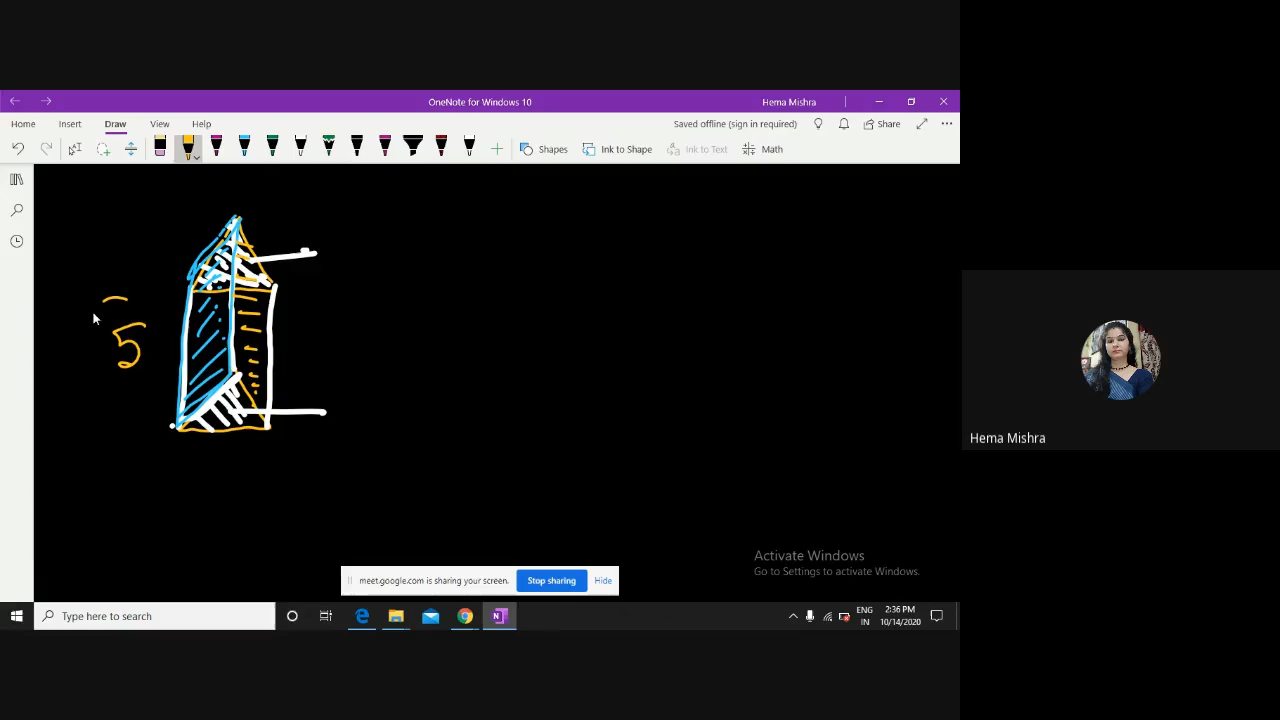 OneNote for Windows 10
Hema Mishra
Home Insert Draw View Help
Saved offline (sign in required)
Share
Shapes
Ink to Shape
Ink to Text
Math
5
Hema Mishra
Activate Windows
Go to Settings to activate Windows.
meet.google.com is sharing your screen.
Stop sharing
Hide
Type here to search
ENG
IN
2:36 PM
10/14/2020